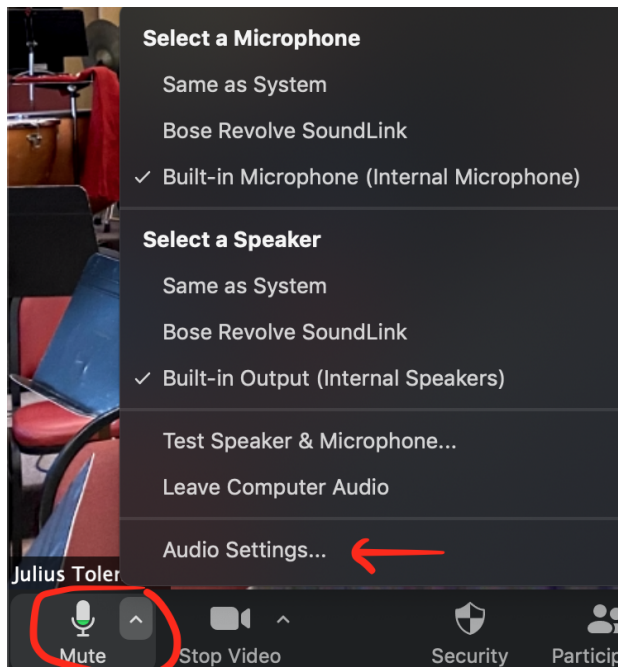 Select a Microphone
Same as System
Bose Revolve SoundLink
✓ Built-in Microphone (Internal Microphone)
Select a Speaker
Same as System
Bose Revolve SoundLink
✓ Built-in Output (Internal Speakers)
Test Speaker & Microphone...
Leave Computer Audio
Audio Settings...
Julius Toler
Mute Stop Video Security Particip